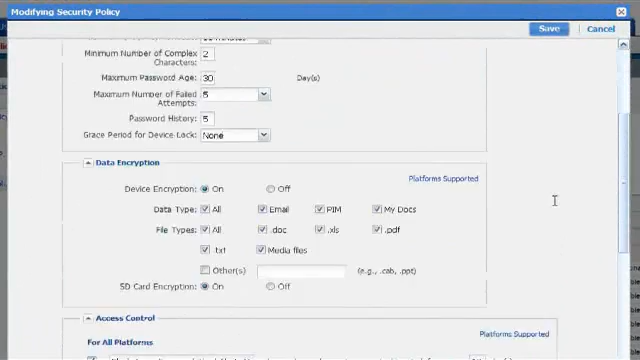 Modifying Security Policy
Save Cancel
Minimum Number of Complex Characters: 2
Maximum Password Age: 30 Day(s)
Maximum Number of Failed Attempts: 5
Password History: 5
Grace Period for Device Lock: None
Data Encryption
Platforms Supported
Device Encryption: On Off
Data Type: All Email PIM My Docs
File Types: All .doc .xls .pdf
.txt Media files
Other(s) (e.g., .cab, .ppt)
SD Card Encryption: On Off
Access Control
Platforms Supported
For All Platforms